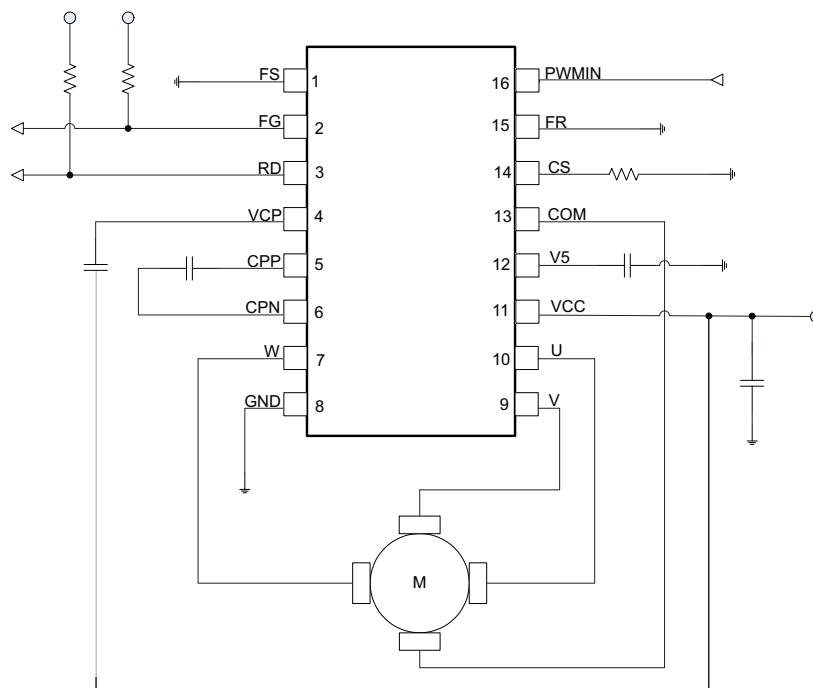 FS 1 16 PWMIN
FG 2 15 FR
RD 3 14 CS
VCP 4 13 COM
CPP 5 12 V5
CPN 6 11 VCC
W 7 10 U
GND 8 9 V
M